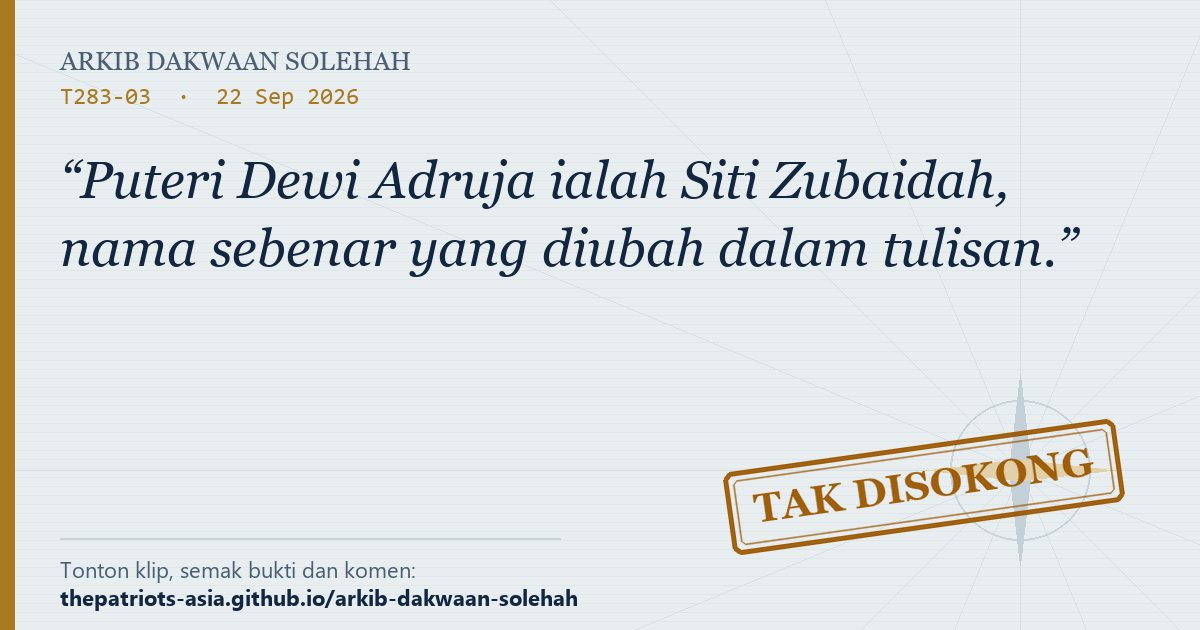 ARKIB DAKWAAN SOLEHAH
T283-03 · 22 Sep 2026
“Puteri Dewi Adruja ialah Siti Zubaidah,
nama sebenar yang diubah dalam tulisan.”
TAK DISOKONG
Tonton klip, semak bukti dan komen:
thepatriots-asia.github.io/arkib-dakwaan-solehah